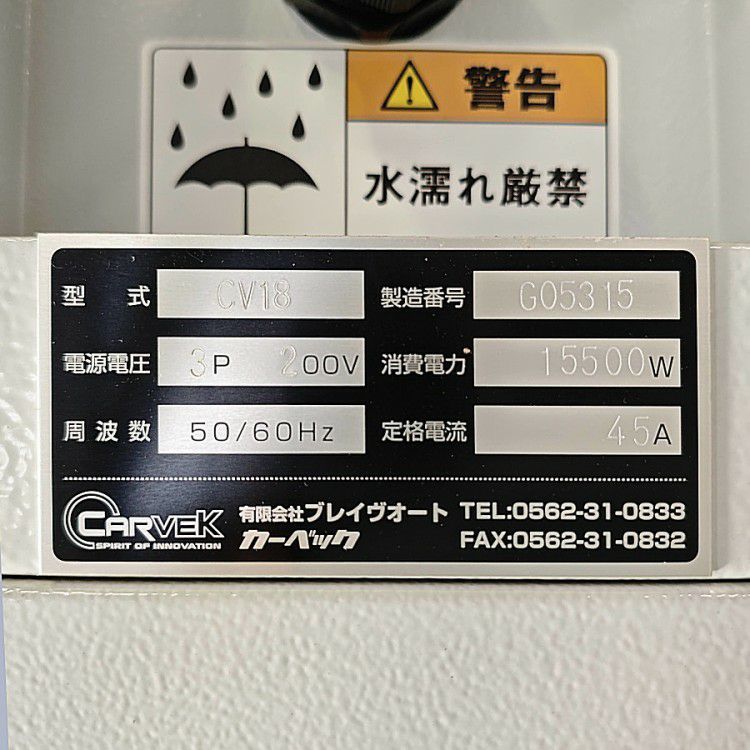 警告
水濡れ厳禁
型 式 CV18 製造番号 G05315
電源電圧 3P 200V 消費電力 15500W
周波数 50/60Hz 定格電流 45A
CARVEK 有限会社ブレイヴオート TEL:0562-31-0833
SPIRIT OF INNOVATION カーベック FAX:0562-31-0832